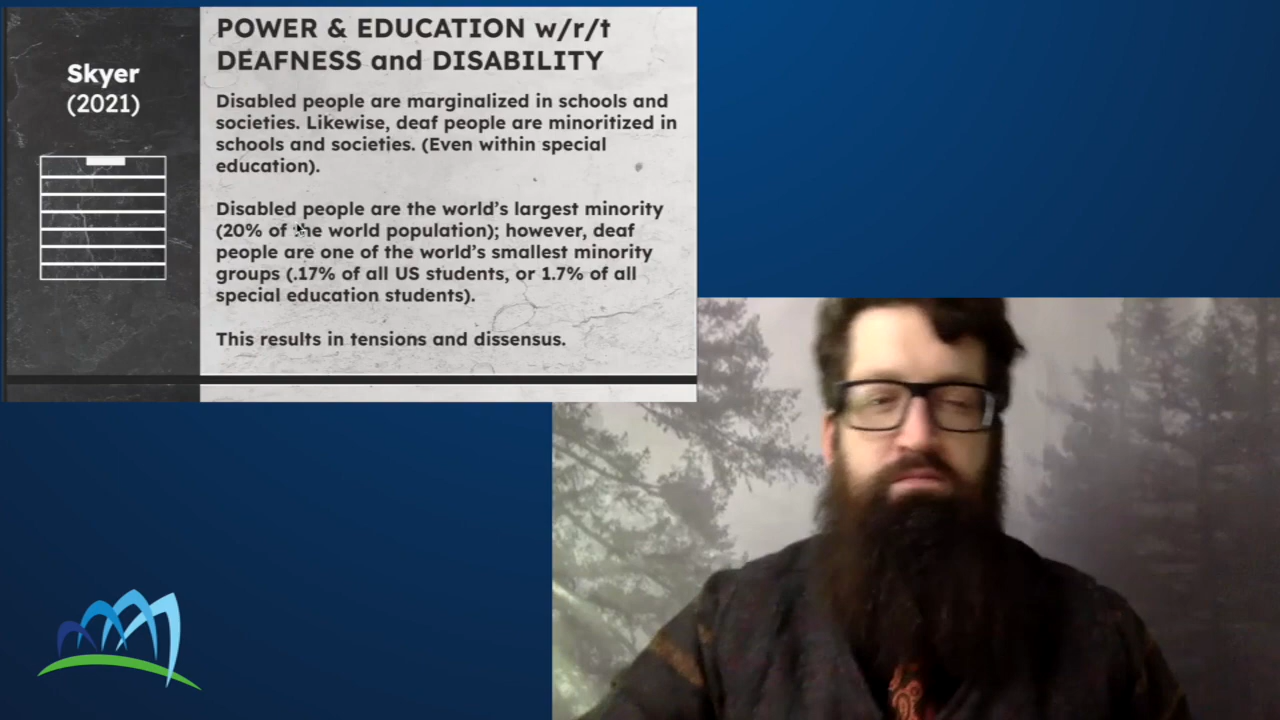 Skyer
(2021)
POWER & EDUCATION w/r/t
DEAFNESS and DISABILITY
Disabled people are marginalized in schools and
societies. Likewise, deaf people are minoritized in
schools and societies. (Even within special
education).
Disabled people are the world's largest minority
(20% of the world population); however, deaf
people are one of the world's smallest minority
groups (.17% of all US students, or 1.7% of all
special education students).
This results in tensions and dissensus.